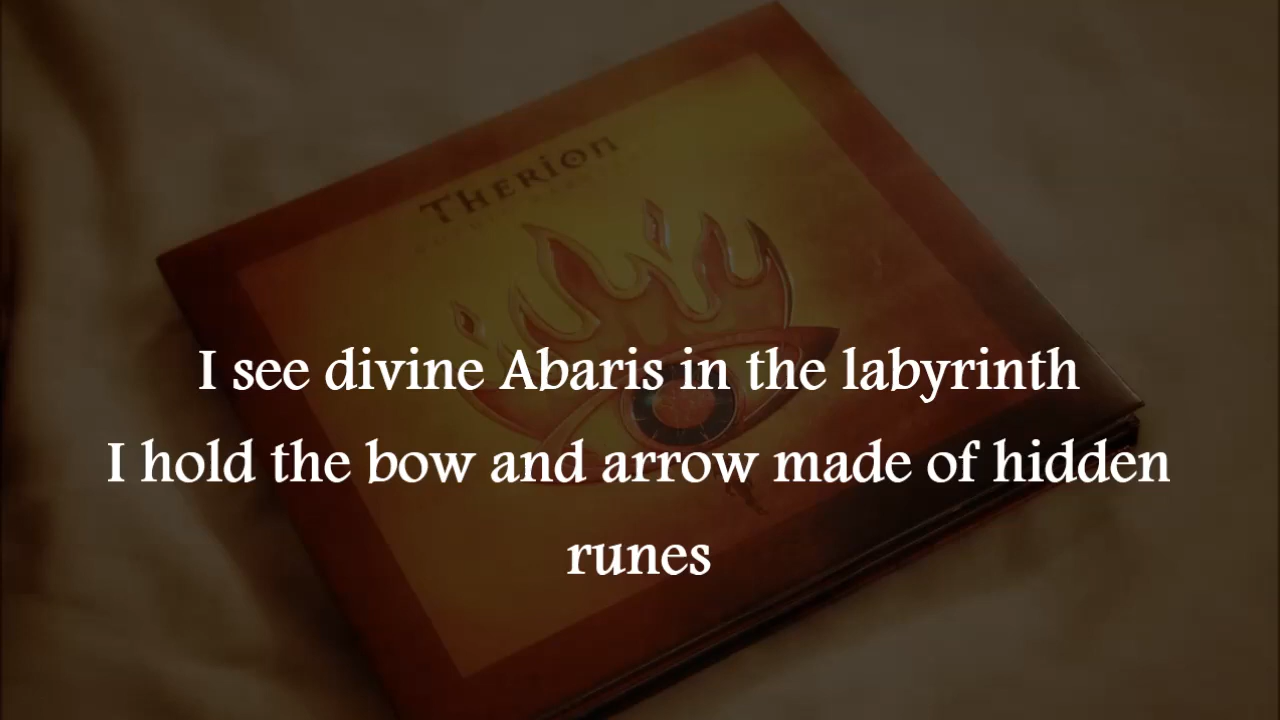 Therion
I see divine Abaris in the labyrinth
I hold the bow and arrow made of hidden
runes